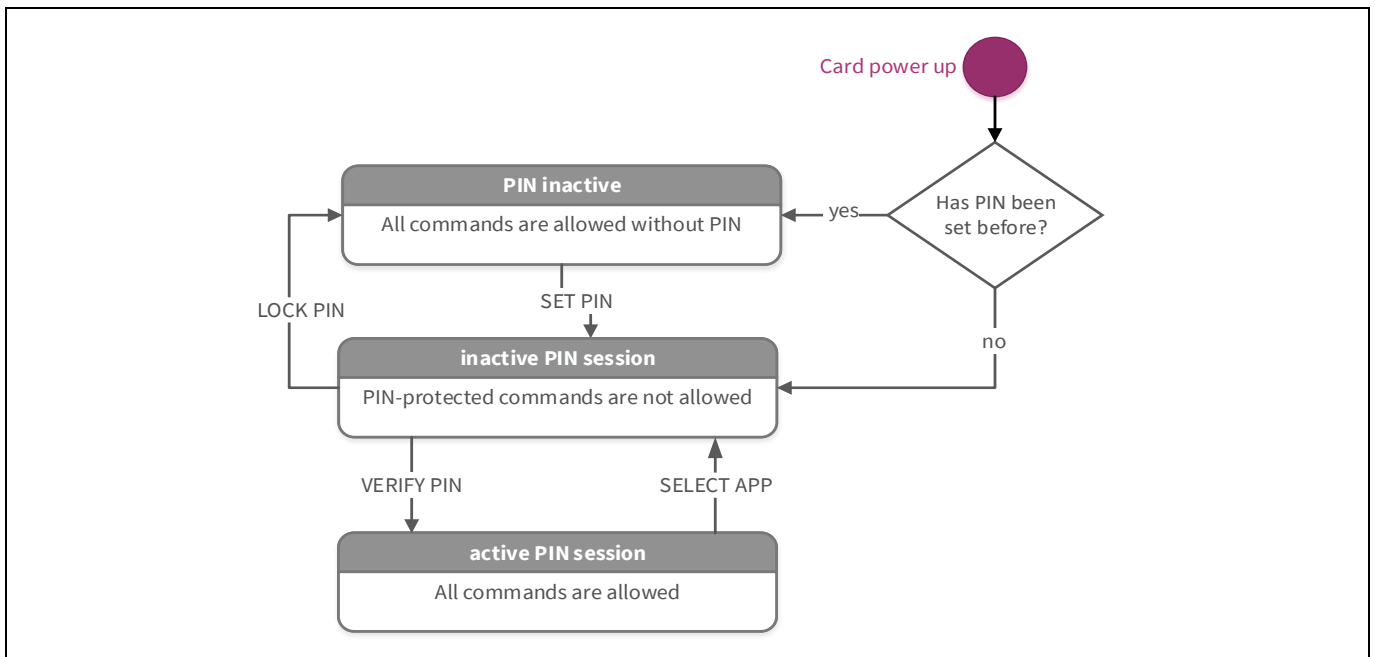 Card power up
PIN inactive
All commands are allowed without PIN
yes
Has PIN been
set before?
LOCK PIN
SET PIN
no
inactive PIN session
PIN-protected commands are not allowed
VERIFY PIN
SELECT APP
active PIN session
All commands are allowed